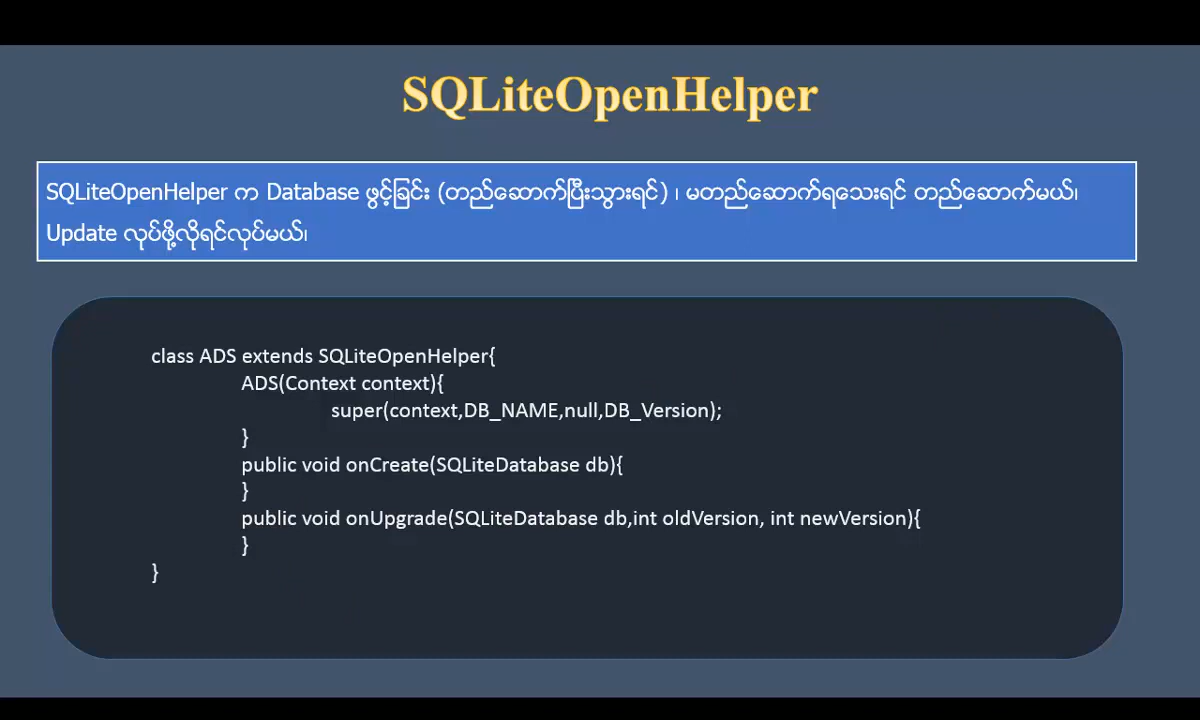 SQLiteOpenHelper
SQLiteOpenHelper က Database ဖွင့်ခြင်း (တည်ဆောက်ပြီးသွားရင်) ၊ မတည်ဆောက်ရသေးရင် တည်ဆောက်မယ်၊
Update လုပ်ဖို့လိုရင်လုပ်မယ်၊
class ADS extends SQLiteOpenHelper{
ADS(Context context){
super(context,DB_NAME,null,DB_Version);
}
public void onCreate(SQLiteDatabase db){
}
public void onUpgrade(SQLiteDatabase db,int oldVersion, int newVersion){
}
}